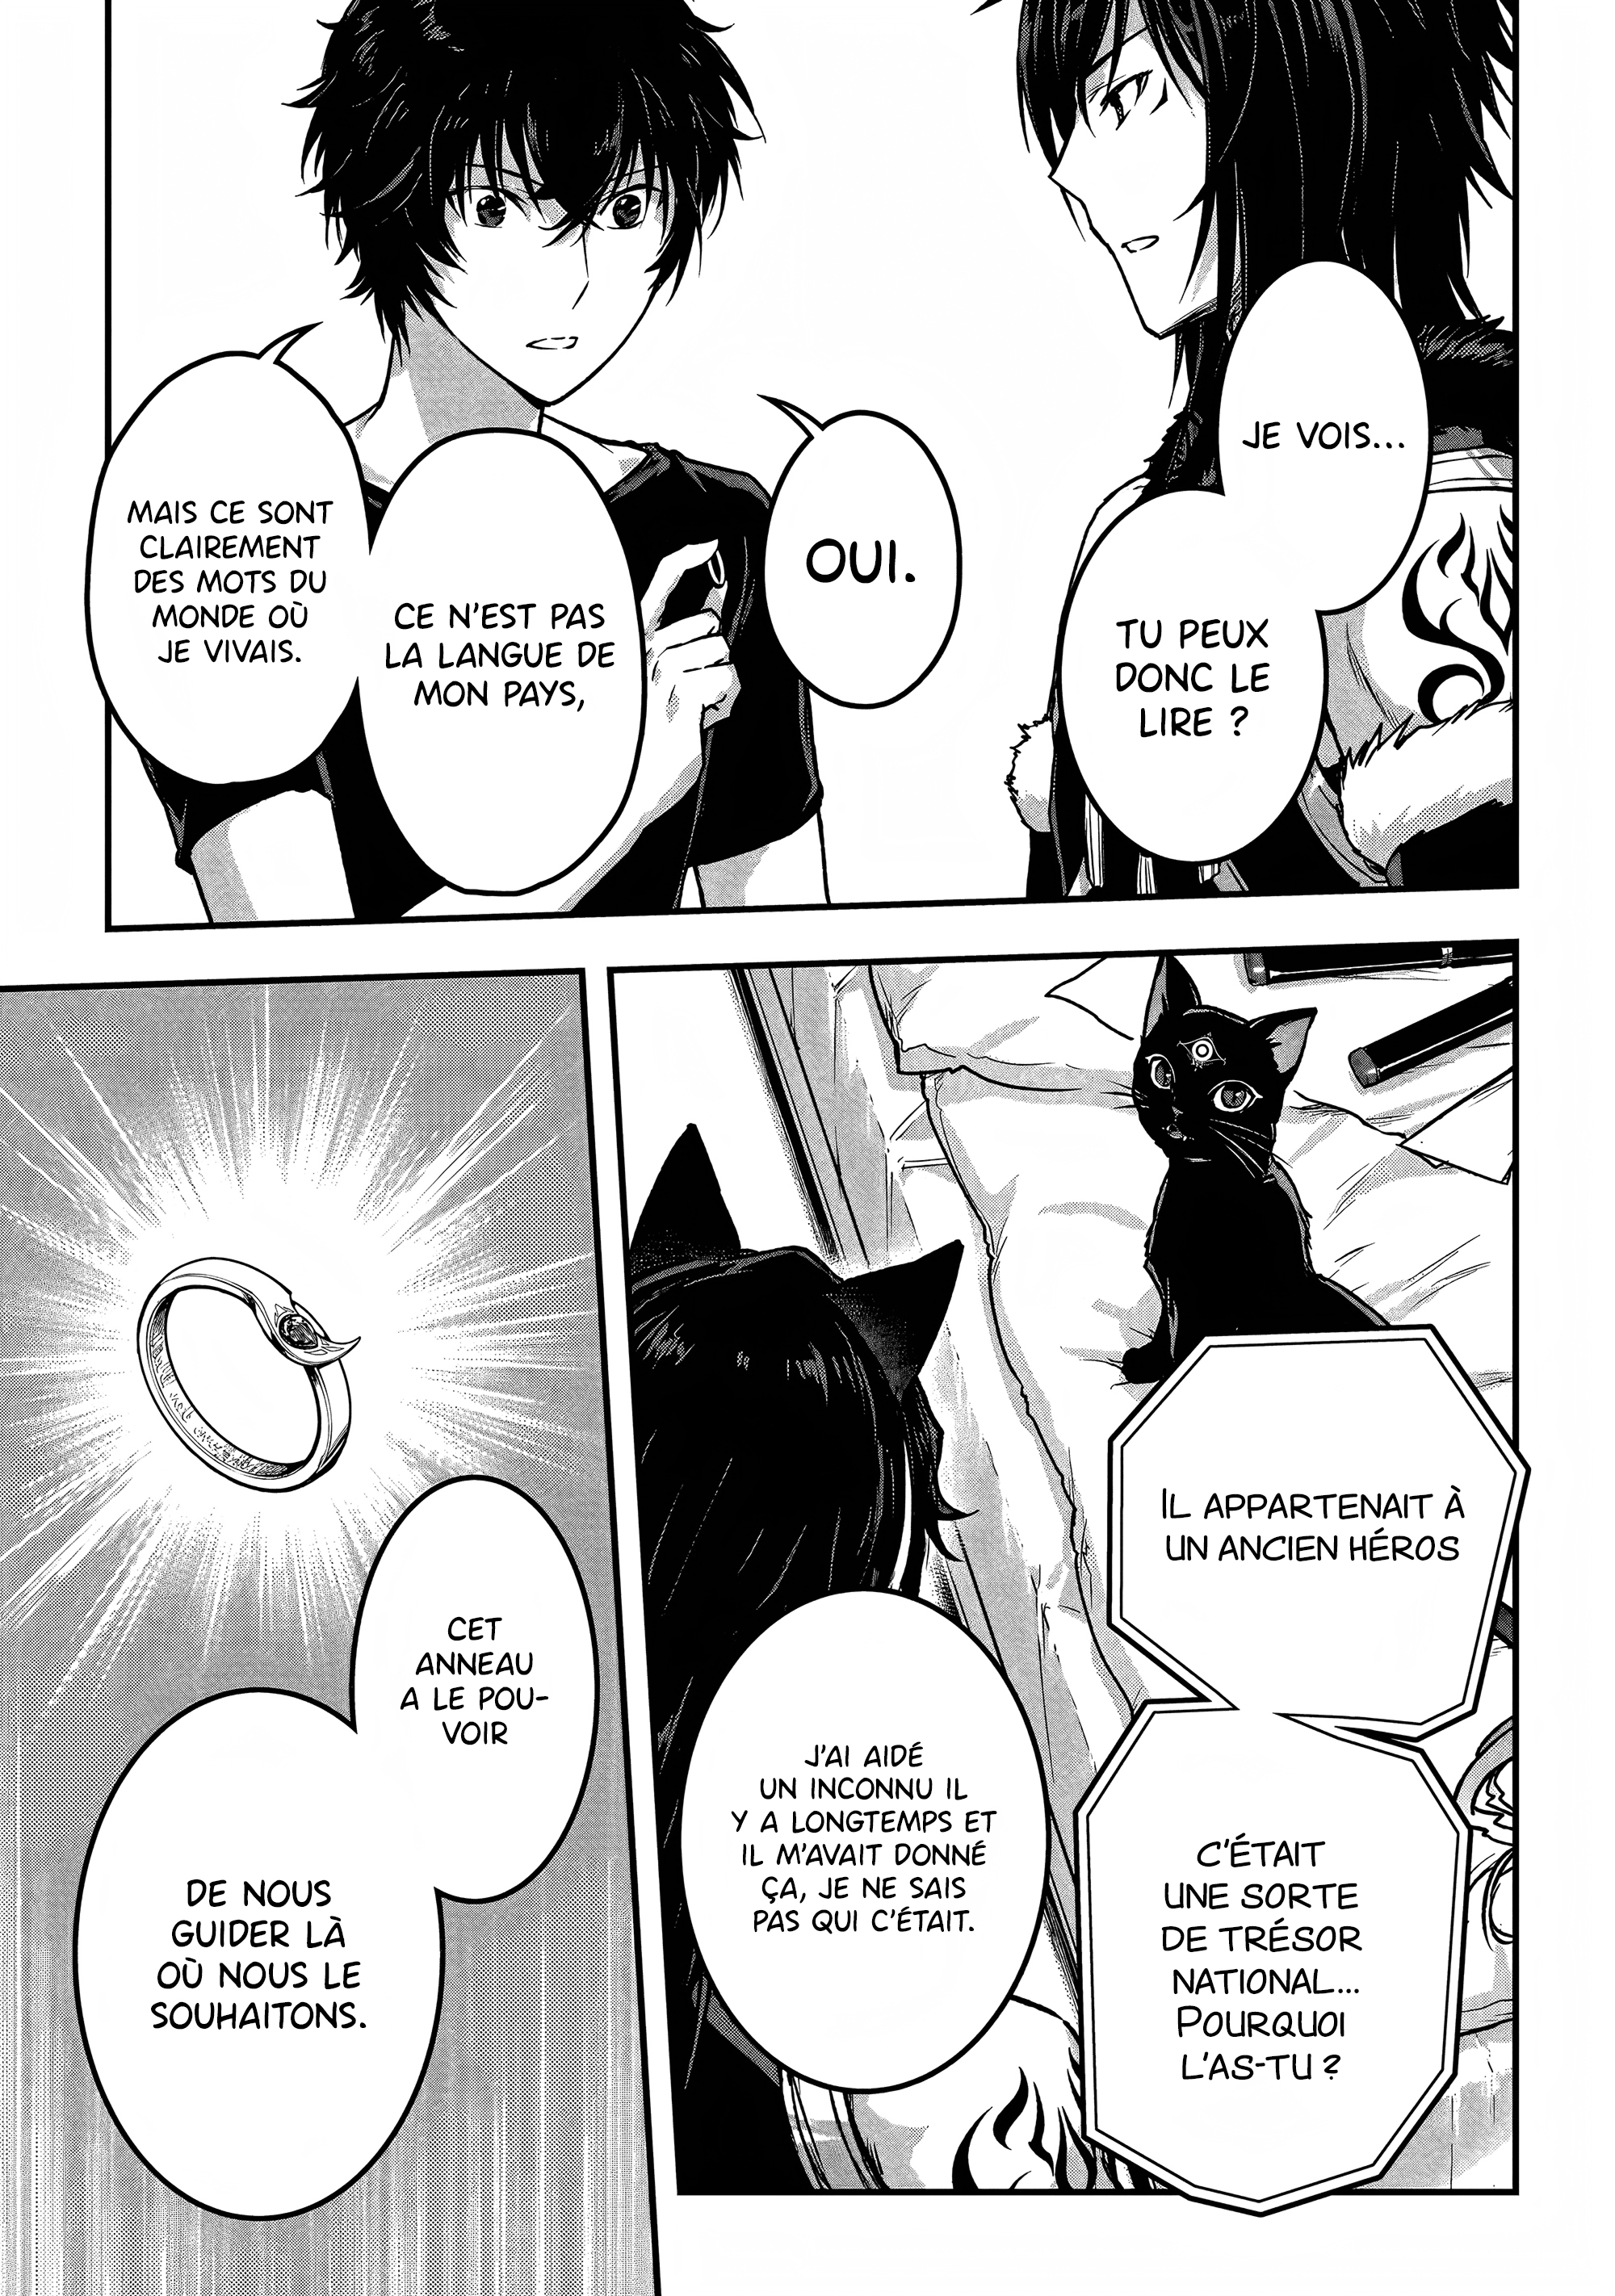 JE VOIS...
TU PEUX
DONC LE
LIRE ?
OUI.
CE N'EST PAS
LA LANGUE DE
MON PAYS,
MAIS CE SONT
CLAIREMENT
DES MOTS DU
MONDE OÙ
JE VIVAIS.
IL APPARTENAIT À
UN ANCIEN HÉROS
C'ÉTAIT
UNE SORTE
DE TRÉSOR
NATIONAL...
POURQUOI
L'AS-TU ?
J'AI AIDÉ
UN INCONNU IL
Y A LONGTEMPS ET
IL M'AVAIT DONNÉ
ÇA, JE NE SAIS
PAS QUI C'ÉTAIT.
CET
ANNEAU
A LE POU-
VOIR
DE NOUS
GUIDER LÀ
OÙ NOUS LE
SOUHAITONS.